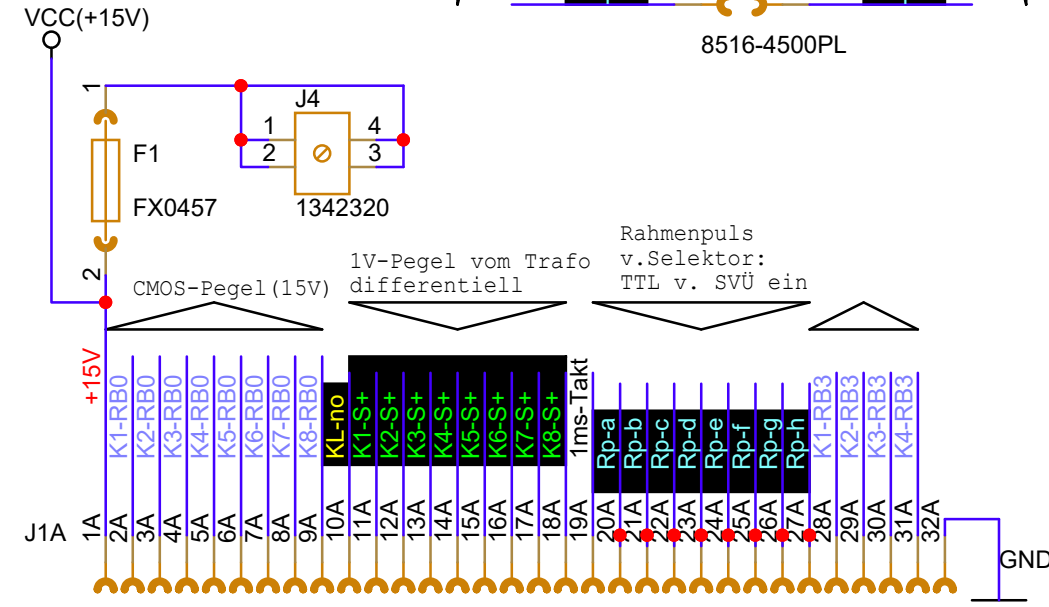 VCC(+15V)
8516-4500PL
1
J4
1
4
2
3
F1
FX0457
1342320
2
CMOS-Pegel(15V)
1V-Pegel vom Trafo
differentiell
Rahmenpuls
v.Selektor:
TTL v. SVÜ ein
+15V
K1-RB0
K2-RB0
K3-RB0
K4-RB0
K5-RB0
K6-RB0
K7-RB0
K8-RB0
KL-no
K1-S+
K2-S+
K3-S+
K4-S+
K5-S+
K6-S+
K7-S+
K8-S+
1ms-Takt
Rp-a
Rp-b
Rp-c
Rp-d
Rp-e
Rp-f
Rp-g
Rp-h
K1-RB3
K2-RB3
K3-RB3
K4-RB3
J1A
1A
2A
3A
4A
5A
6A
7A
8A
9A
10A
11A
12A
13A
14A
15A
16A
17A
18A
19A
20A
21A
22A
23A
24A
25A
26A
27A
28A
29A
30A
31A
32A
GND